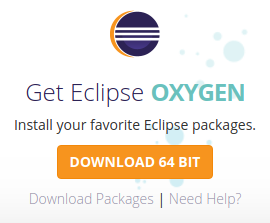 Get Eclipse OXYGEN
Install your favorite Eclipse packages.
DOWNLOAD 64 BIT
Download Packages | Need Help?